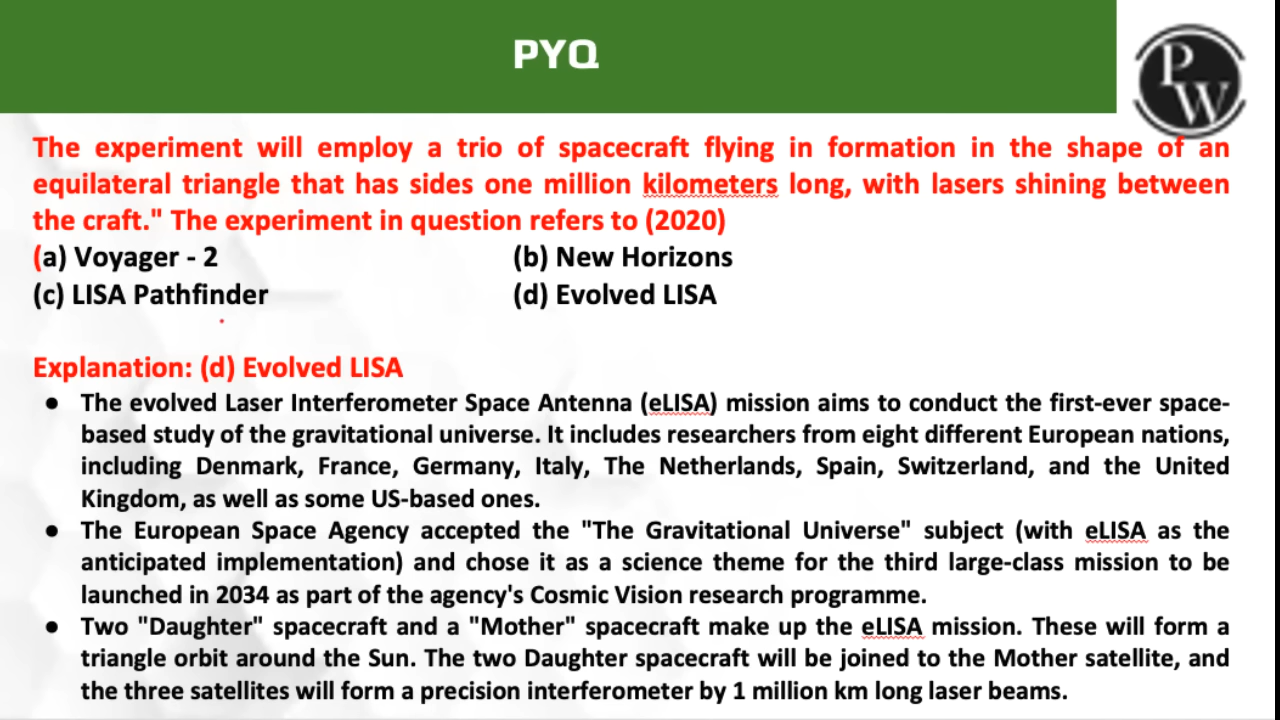 PYQ
P
W
The experiment will employ a trio of spacecraft flying in formation in the shape of an
equilateral triangle that has sides one million kilometers long, with lasers shining between
the craft." The experiment in question refers to (2020)
(a) Voyager - 2 (b) New Horizons
(c) LISA Pathfinder (d) Evolved LISA
Explanation: (d) Evolved LISA
● The evolved Laser Interferometer Space Antenna (eLISA) mission aims to conduct the first-ever space-
based study of the gravitational universe. It includes researchers from eight different European nations,
including Denmark, France, Germany, Italy, The Netherlands, Spain, Switzerland, and the United
Kingdom, as well as some US-based ones.
● The European Space Agency accepted the "The Gravitational Universe" subject (with eLISA as the
anticipated implementation) and chose it as a science theme for the third large-class mission to be
launched in 2034 as part of the agency's Cosmic Vision research programme.
● Two "Daughter" spacecraft and a "Mother" spacecraft make up the eLISA mission. These will form a
triangle orbit around the Sun. The two Daughter spacecraft will be joined to the Mother satellite, and
the three satellites will form a precision interferometer by 1 million km long laser beams.